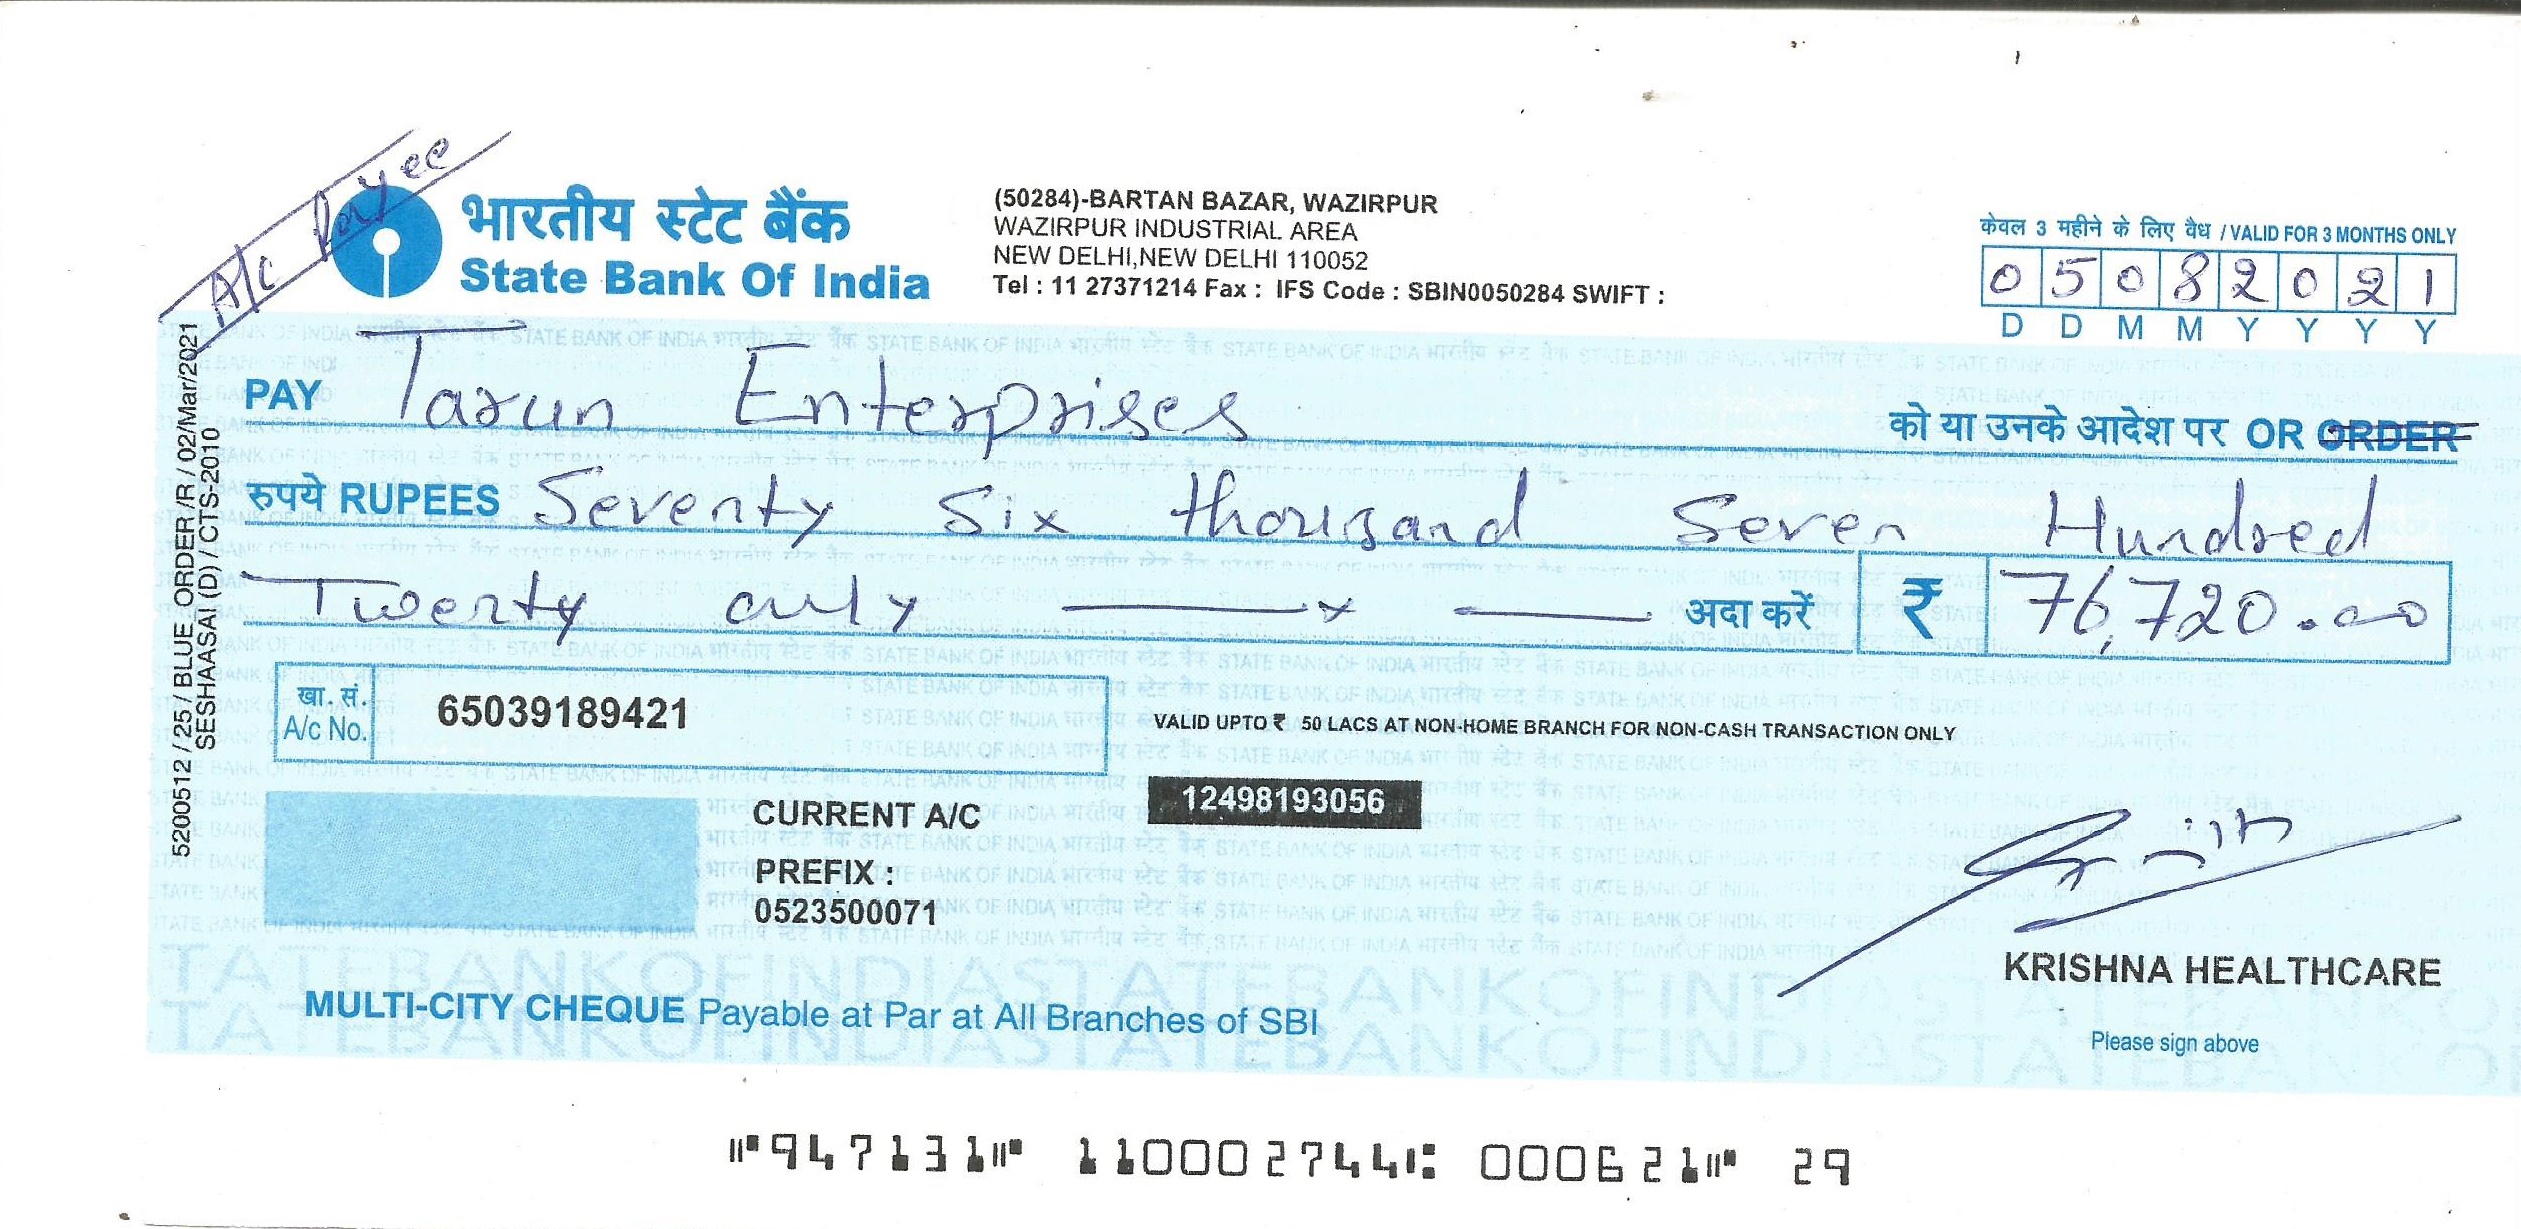 A/c Payee
भारतीय स्टेट बैंक
State Bank Of India
(50284)-BARTAN BAZAR, WAZIRPUR
WAZIRPUR INDUSTRIAL AREA
NEW DELHI,NEW DELHI 110052
Tel : 11 27371214 Fax : IFS Code : SBIN0050284 SWIFT :
केवल 3 महीने के लिए वैध / VALID FOR 3 MONTHS ONLY
0 5 0 8 2 0 2 1
D D M M Y Y Y Y
PAY Tarun Enterprises
को या उनके आदेश पर OR ORDER
रुपये RUPEES Seventy Six thousand Seven Hundred
Twenty only अदा करें ₹ 76,720.00
खा. सं.
A/c No. 65039189421
VALID UPTO ₹ 50 LACS AT NON-HOME BRANCH FOR NON-CASH TRANSACTION ONLY
12498193056
CURRENT A/C
PREFIX :
0523500071
KRISHNA HEALTHCARE
Please sign above
MULTI-CITY CHEQUE Payable at Par at All Branches of SBI
5200512 / 25 / BLUE_ORDER /R / 02/Mar/2021
SESHAASAI (D) / CTS-2010
⑈947131⑈ 110002744⑆ 000621⑈ 29